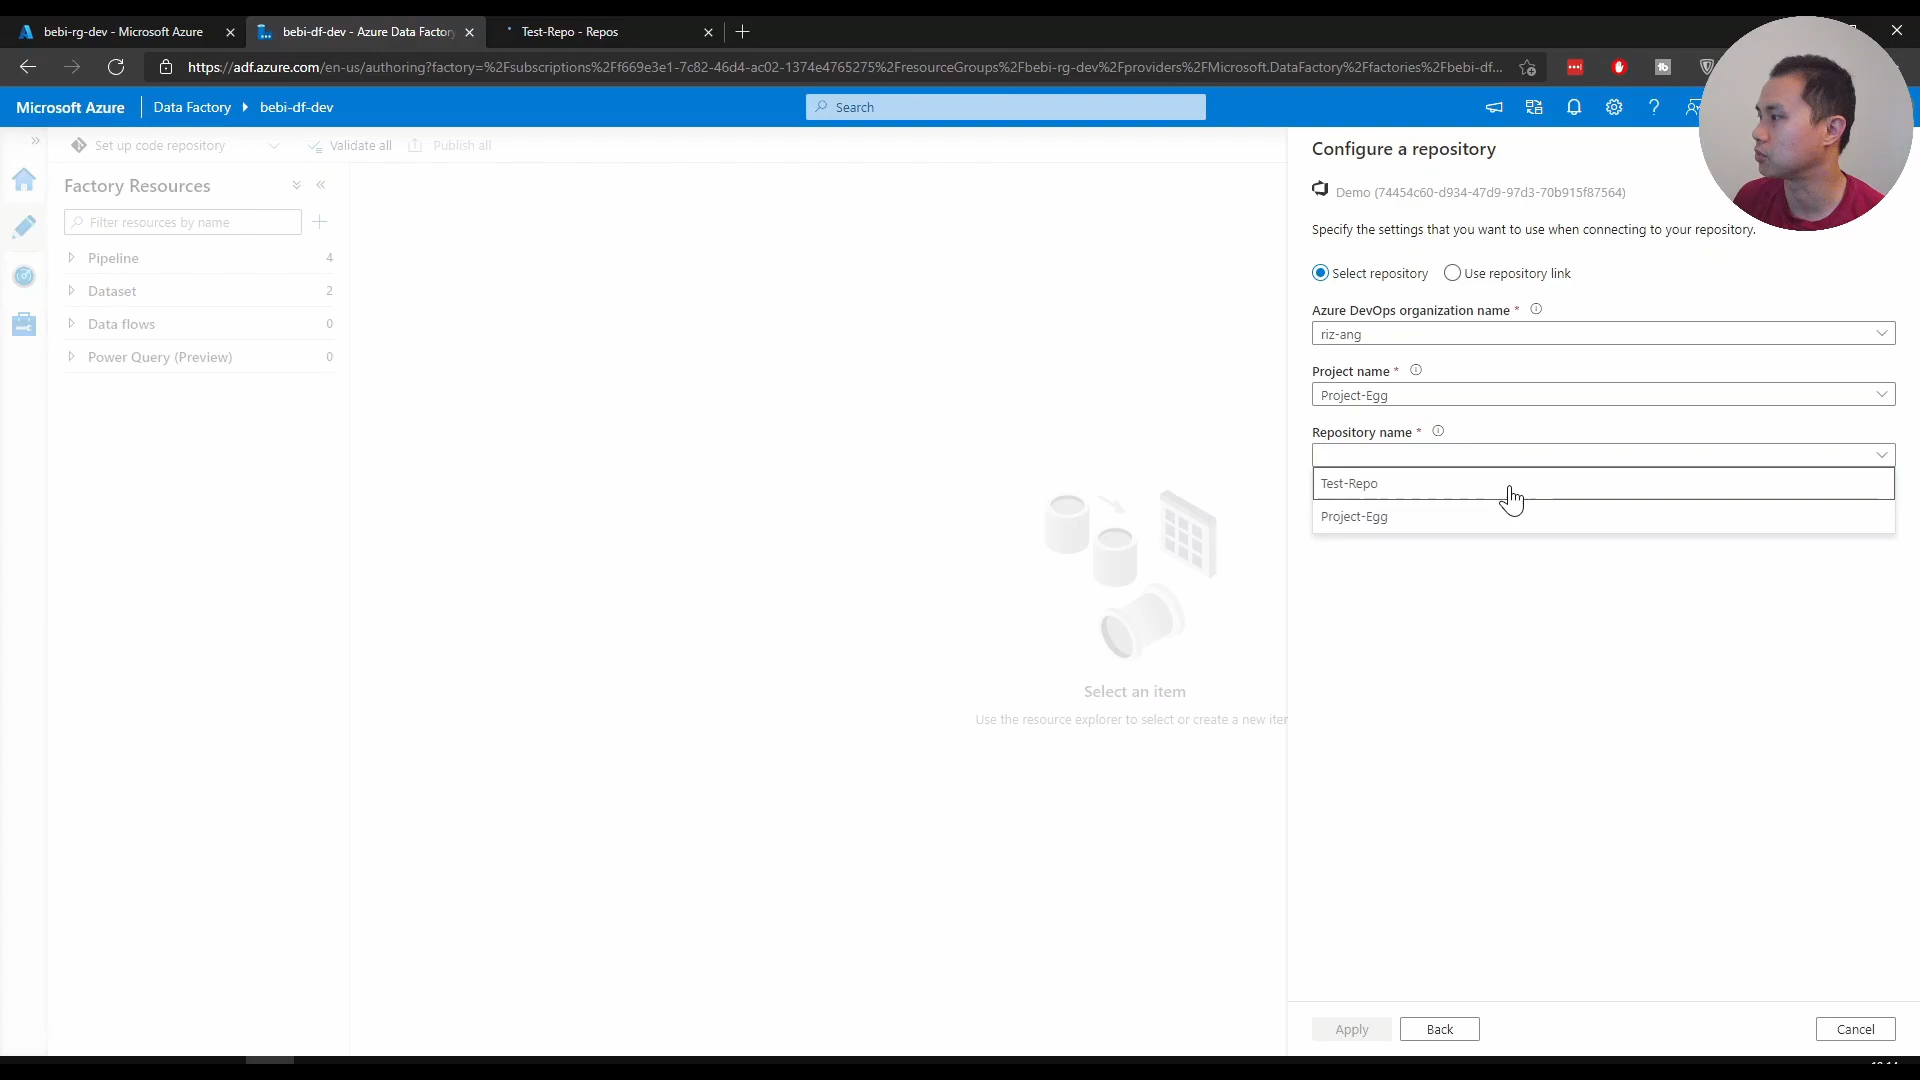 bebi-rg-dev - Microsoft Azure
bebi-df-dev - Azure Data Factory
Test-Repo - Repos
https://adf.azure.com/en-us/authoring?factory=%2Fsubscriptions%2Ff669e3e1-7c82-46d4-ac02-1374e4765275%2FresourceGroups%2Fbebi-rg-dev%2Fproviders%2FMicrosoft.DataFactory%2Ffactories%2Fbebi-df...
Microsoft Azure
Data Factory
bebi-df-dev
Search
Set up code repository
Validate all
Publish all
Factory Resources
Filter resources by name
Pipeline 4
Dataset 2
Data flows 0
Power Query (Preview) 0
Select an item
Use the resource explorer to select or create a new iter
Configure a repository
Demo (74454c60-d934-47d9-97d3-70b915f87564)
Specify the settings that you want to use when connecting to your repository.
Select repository
Use repository link
Azure DevOps organization name *
riz-ang
Project name *
Project-Egg
Repository name *
Test-Repo
Project-Egg
Apply
Back
Cancel